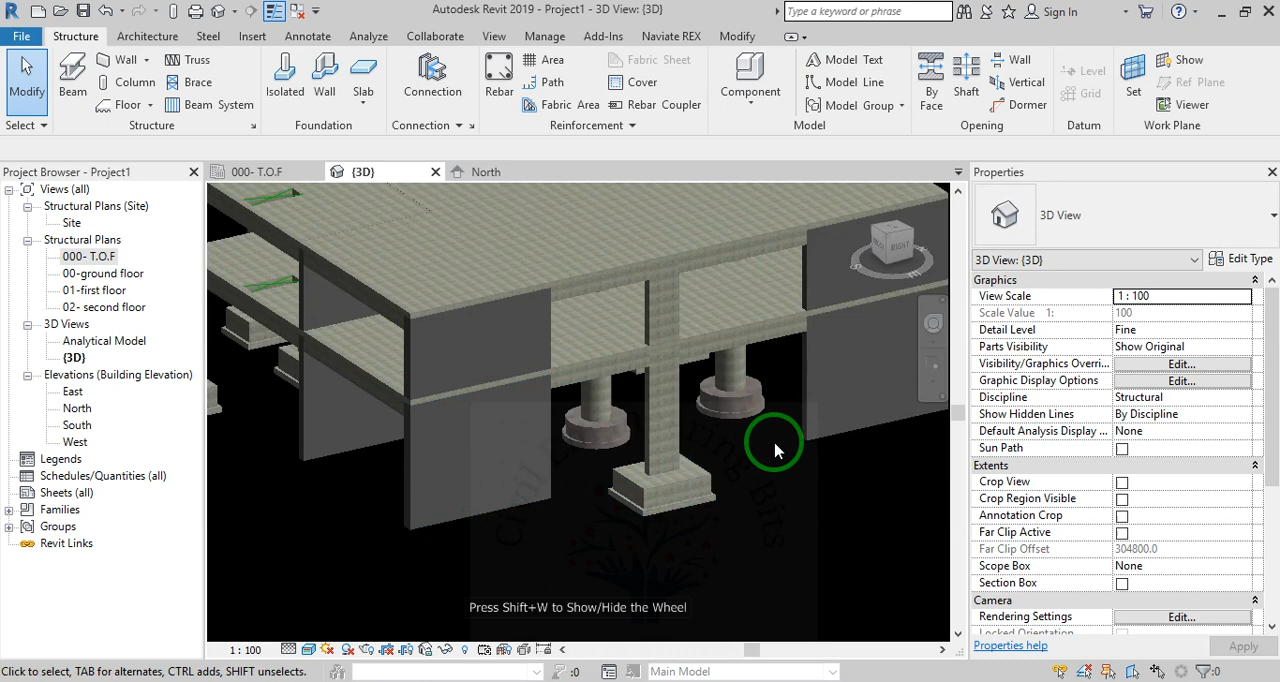 Autodesk Revit 2019 - Project1 - 3D View: {3D}
Type a keyword or phrase
Sign In
File Structure Architecture Steel Insert Annotate Analyze Collaborate View Manage Add-Ins Naviate REX Modify
Modify
Select
Beam
Wall
Column
Floor
Truss
Brace
Beam System
Structure
Isolated
Wall
Slab
Foundation
Connection
Connection
Rebar
Area
Path
Fabric Area
Fabric Sheet
Cover
Rebar Coupler
Reinforcement
Component
Model Text
Model Line
Model Group
Model
By
Face
Shaft
Wall
Vertical
Dormer
Opening
Level
Grid
Datum
Set
Show
Ref Plane
Viewer
Work Plane
Project Browser - Project1
Views (all)
Structural Plans (Site)
Site
Structural Plans
000- T.O.F
00-ground floor
01-first floor
02- second floor
3D Views
Analytical Model
{3D}
Elevations (Building Elevation)
East
North
South
West
Legends
Schedules/Quantities (all)
Sheets (all)
Families
Groups
Revit Links
000- T.O.F
{3D}
North
RIGHT
Press Shift+W to Show/Hide the Wheel
1 : 100
Properties
3D View
3D View: {3D}
Edit Type
Graphics
View Scale 1 : 100
Scale Value 1: 100
Detail Level Fine
Parts Visibility Show Original
Visibility/Graphics Overri... Edit...
Graphic Display Options Edit...
Discipline Structural
Show Hidden Lines By Discipline
Default Analysis Display ... None
Sun Path
Extents
Crop View
Crop Region Visible
Annotation Crop
Far Clip Active
Far Clip Offset 304800.0
Scope Box None
Section Box
Camera
Rendering Settings Edit...
Locked Orientation
Properties help
Apply
Click to select, TAB for alternates, CTRL adds, SHIFT unselects.
:0
Main Model
:0